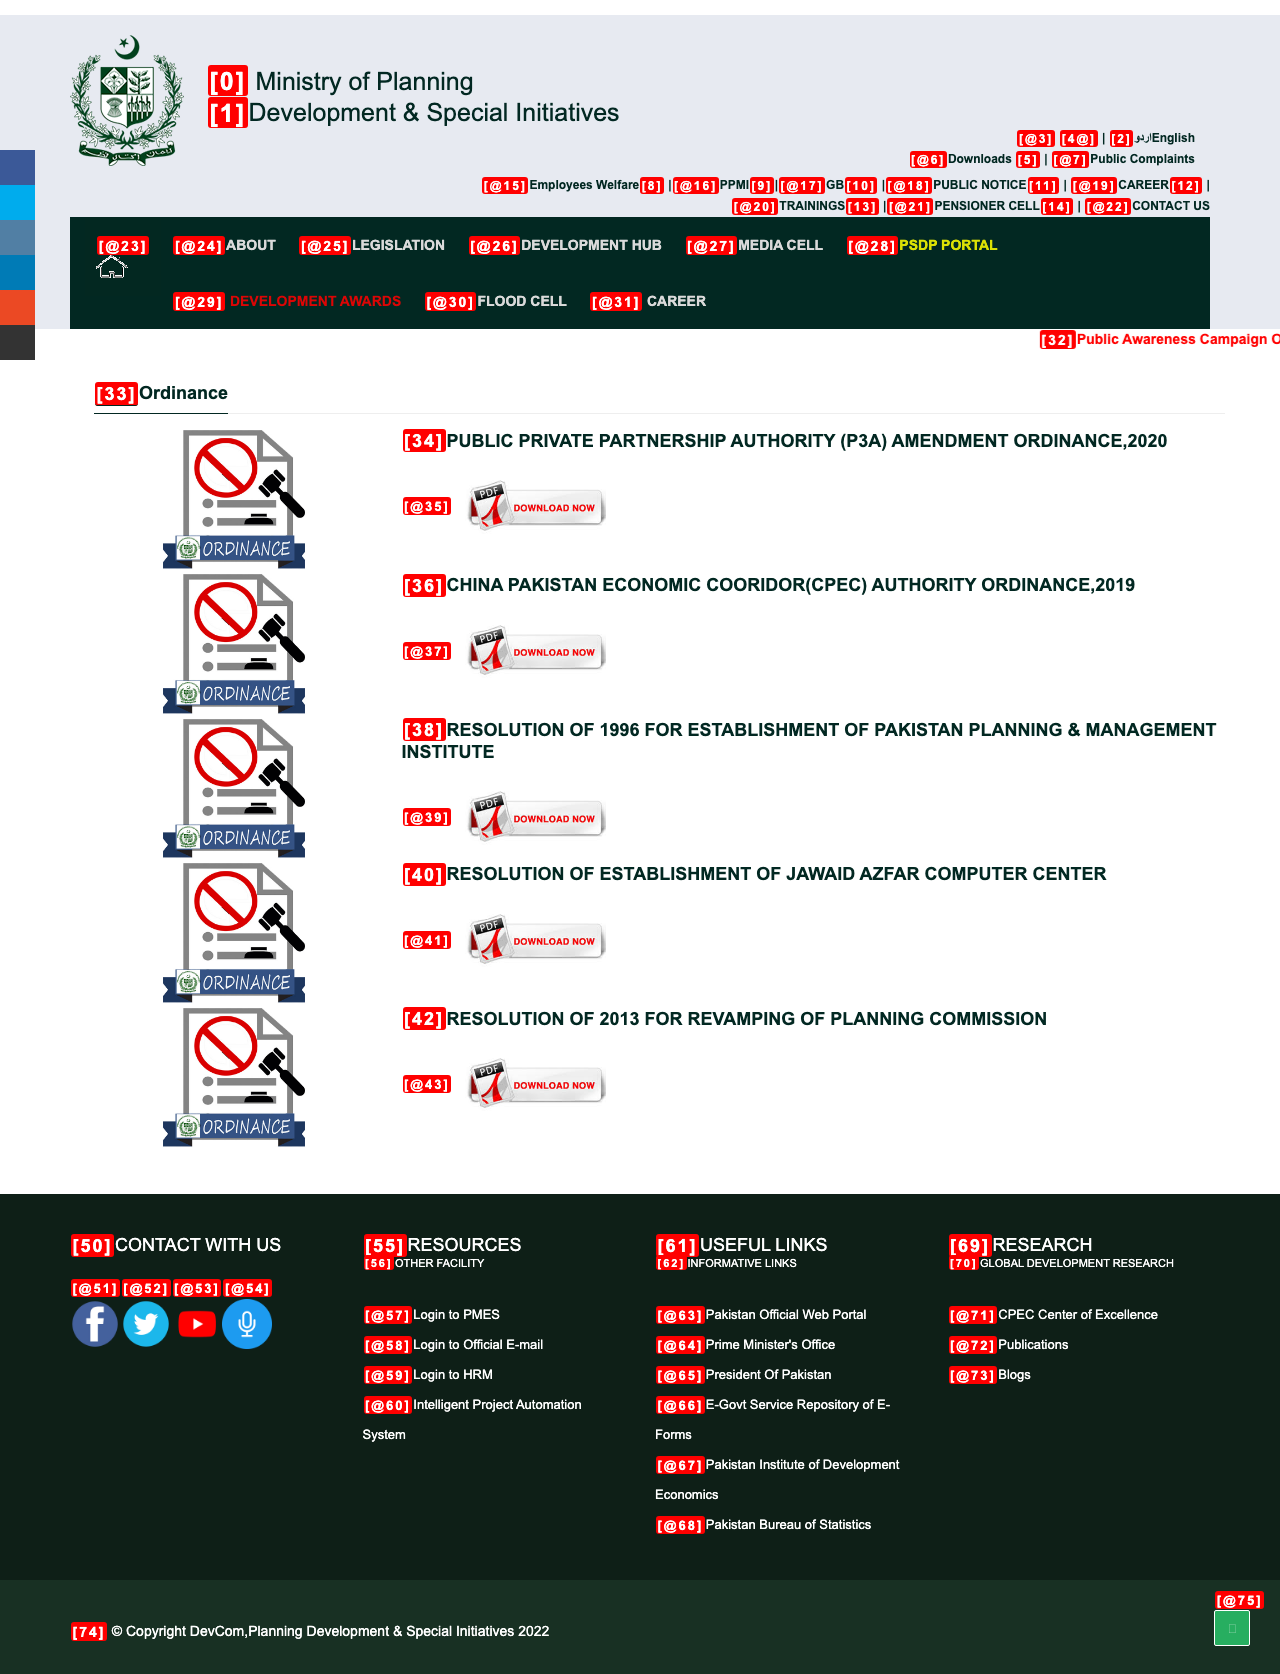 [0] Ministry of Planning
[1] Development & Special Initiatives
[@3] [@4] | [2] اردو English
[@6] Downloads [5] | [@7] Public Complaints
[@15] Employees Welfare [8] | [@16] PPMI [9] | [@17] GB [10] | [@18] PUBLIC NOTICE [11] | [@19] CAREER [12] |
[@20] TRAININGS [13] | [@21] PENSIONER CELL [14] | [@22] CONTACT US
[@23] [@24] ABOUT [@25] LEGISLATION [@26] DEVELOPMENT HUB [@27] MEDIA CELL [@28] PSDP PORTAL
[@29] DEVELOPMENT AWARDS [@30] FLOOD CELL [@31] CAREER
[32] Public Awareness Campaign O
[33] Ordinance
[34] PUBLIC PRIVATE PARTNERSHIP AUTHORITY (P3A) AMENDMENT ORDINANCE,2020
[@35] PDF DOWNLOAD NOW
ORDINANCE
[36] CHINA PAKISTAN ECONOMIC COORIDOR(CPEC) AUTHORITY ORDINANCE,2019
[@37] PDF DOWNLOAD NOW
ORDINANCE
[38] RESOLUTION OF 1996 FOR ESTABLISHMENT OF PAKISTAN PLANNING & MANAGEMENT
INSTITUTE
[@39] PDF DOWNLOAD NOW
ORDINANCE
[40] RESOLUTION OF ESTABLISHMENT OF JAWAID AZFAR COMPUTER CENTER
[@41] PDF DOWNLOAD NOW
ORDINANCE
[42] RESOLUTION OF 2013 FOR REVAMPING OF PLANNING COMMISSION
[@43] PDF DOWNLOAD NOW
ORDINANCE
[50] CONTACT WITH US
[@51] [@52] [@53] [@54]
[55] RESOURCES
[56] OTHER FACILITY
[@57] Login to PMES
[@58] Login to Official E-mail
[@59] Login to HRM
[@60] Intelligent Project Automation
System
[61] USEFUL LINKS
[62] INFORMATIVE LINKS
[@63] Pakistan Official Web Portal
[@64] Prime Minister's Office
[@65] President Of Pakistan
[@66] E-Govt Service Repository of E-
Forms
[@67] Pakistan Institute of Development
Economics
[@68] Pakistan Bureau of Statistics
[69] RESEARCH
[70] GLOBAL DEVELOPMENT RESEARCH
[@71] CPEC Center of Excellence
[@72] Publications
[@73] Blogs
[@75]
[74] © Copyright DevCom,Planning Development & Special Initiatives 2022